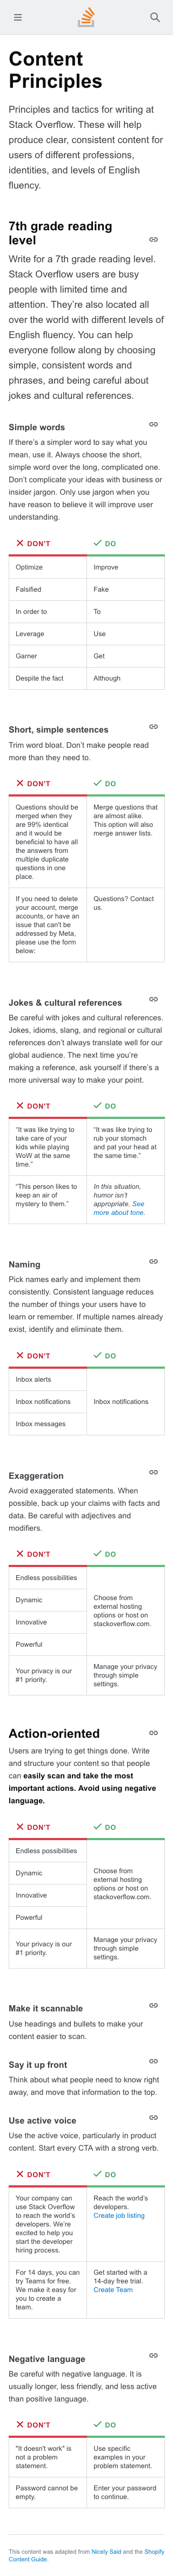 Content
Principles
Principles and tactics for writing at
Stack Overflow. These will help
produce clear, consistent content for
users of different professions,
identities, and levels of English
fluency.
7th grade reading
level
Write for a 7th grade reading level.
Stack Overflow users are busy
people with limited time and
attention. They’re also located all
over the world with different levels of
English fluency. You can help
everyone follow along by choosing
simple, consistent words and
phrases, and being careful about
jokes and cultural references.
Simple words
If there’s a simpler word to say what you
mean, use it. Always choose the short,
simple word over the long, complicated one.
Don’t complicate your ideas with business or
insider jargon. Only use jargon when you
have reason to believe it will improve user
understanding.
DON'T
DO
Optimize
Improve
Falsified
Fake
In order to
To
Leverage
Use
Garner
Get
Despite the fact
Although
Short, simple sentences
Trim word bloat. Don’t make people read
more than they need to.
DON'T
DO
Questions should be
merged when they
are 99% identical
and it would be
beneficial to have all
the answers from
multiple duplicate
questions in one
place.
Merge questions that
are almost alike.
This option will also
merge answer lists.
If you need to delete
your account, merge
accounts, or have an
issue that can't be
addressed by Meta,
please use the form
below:
Questions? Contact
us.
Jokes & cultural references
Be careful with jokes and cultural references.
Jokes, idioms, slang, and regional or cultural
references don’t always translate well for our
global audience. The next time you’re
making a reference, ask yourself if there’s a
more universal way to make your point.
DON'T
DO
“It was like trying to
take care of your
kids while playing
WoW at the same
time.”
“It was like trying to
rub your stomach
and pat your head at
the same time.”
“This person likes to
keep an air of
mystery to them.”
In this situation,
humor isn’t
appropriate. See
more about tone.
Naming
Pick names early and implement them
consistently. Consistent language reduces
the number of things your users have to
learn or remember. If multiple names already
exist, identify and eliminate them.
DON'T
DO
Inbox alerts
Inbox notifications
Inbox notifications
Inbox messages
Exaggeration
Avoid exaggerated statements. When
possible, back up your claims with facts and
data. Be careful with adjectives and
modifiers.
DON'T
DO
Endless possibilities
Dynamic
Innovative
Powerful
Choose from
external hosting
options or host on
stackoverflow.com.
Your privacy is our
#1 priority.
Manage your privacy
through simple
settings.
Action-oriented
Users are trying to get things done. Write
and structure your content so that people
can easily scan and take the most
important actions. Avoid using negative
language.
DON'T
DO
Endless possibilities
Dynamic
Innovative
Powerful
Choose from
external hosting
options or host on
stackoverflow.com.
Your privacy is our
#1 priority.
Manage your privacy
through simple
settings.
Make it scannable
Use headings and bullets to make your
content easier to scan.
Say it up front
Think about what people need to know right
away, and move that information to the top.
Use active voice
Use the active voice, particularly in product
content. Start every CTA with a strong verb.
DON'T
DO
Your company can
use Stack Overflow
to reach the world’s
developers. We’re
excited to help you
start the developer
hiring process.
Reach the world’s
developers.
Create job listing
For 14 days, you can
try Teams for free.
We make it easy for
you to create a
team.
Get started with a
14-day free trial.
Create Team
Negative language
Be careful with negative language. It is
usually longer, less friendly, and less active
than positive language.
DON'T
DO
"It doesn’t work" is
not a problem
statement.
Use specific
examples in your
problem statement.
Password cannot be
empty.
Enter your password
to continue.
This content was adapted from Nicely Said and the Shopify
Content Guide.